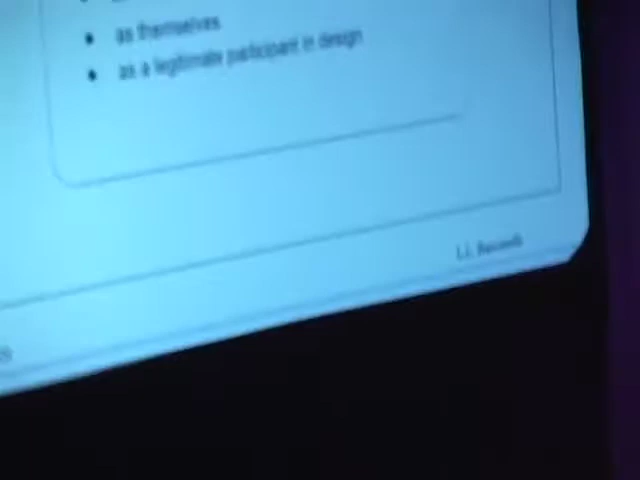 as themselves
as a legitimate participant in design